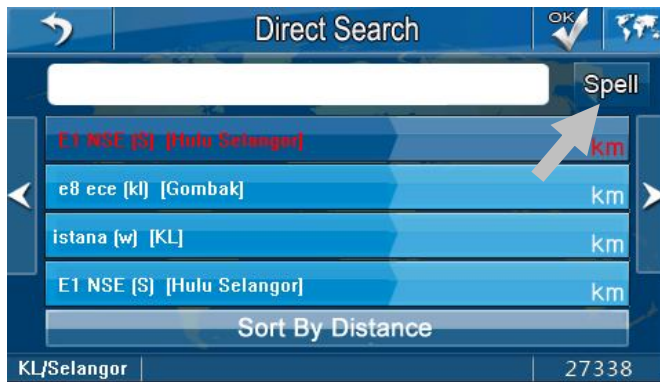 Direct Search OK
Spell
E1 NSE (S) [Hulu Selangor] km
e8 ece (kl) [Gombak] km
istana (w) [KL] km
E1 NSE (S) [Hulu Selangor] km
Sort By Distance
KL/Selangor 27338